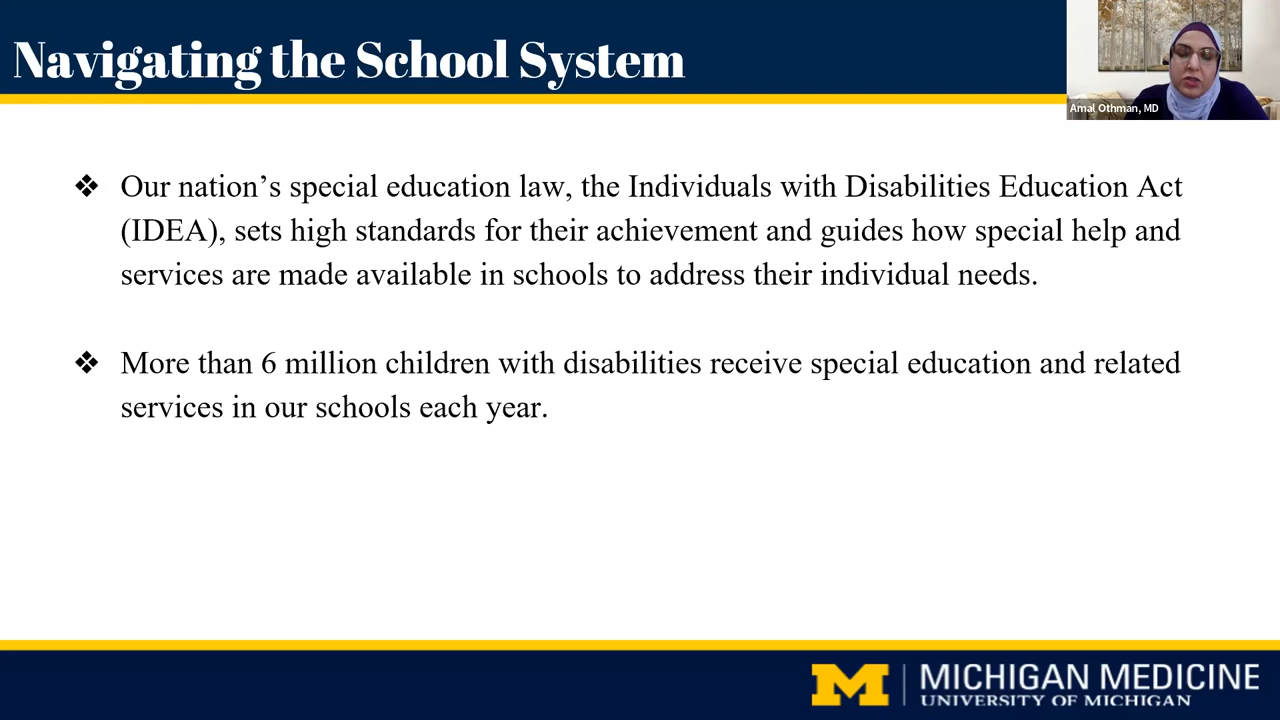 Navigating the School System
Amal Othman, MD
❖ Our nation’s special education law, the Individuals with Disabilities Education Act
(IDEA), sets high standards for their achievement and guides how special help and
services are made available in schools to address their individual needs.
❖ More than 6 million children with disabilities receive special education and related
services in our schools each year.
M
MICHIGAN MEDICINE
UNIVERSITY OF MICHIGAN